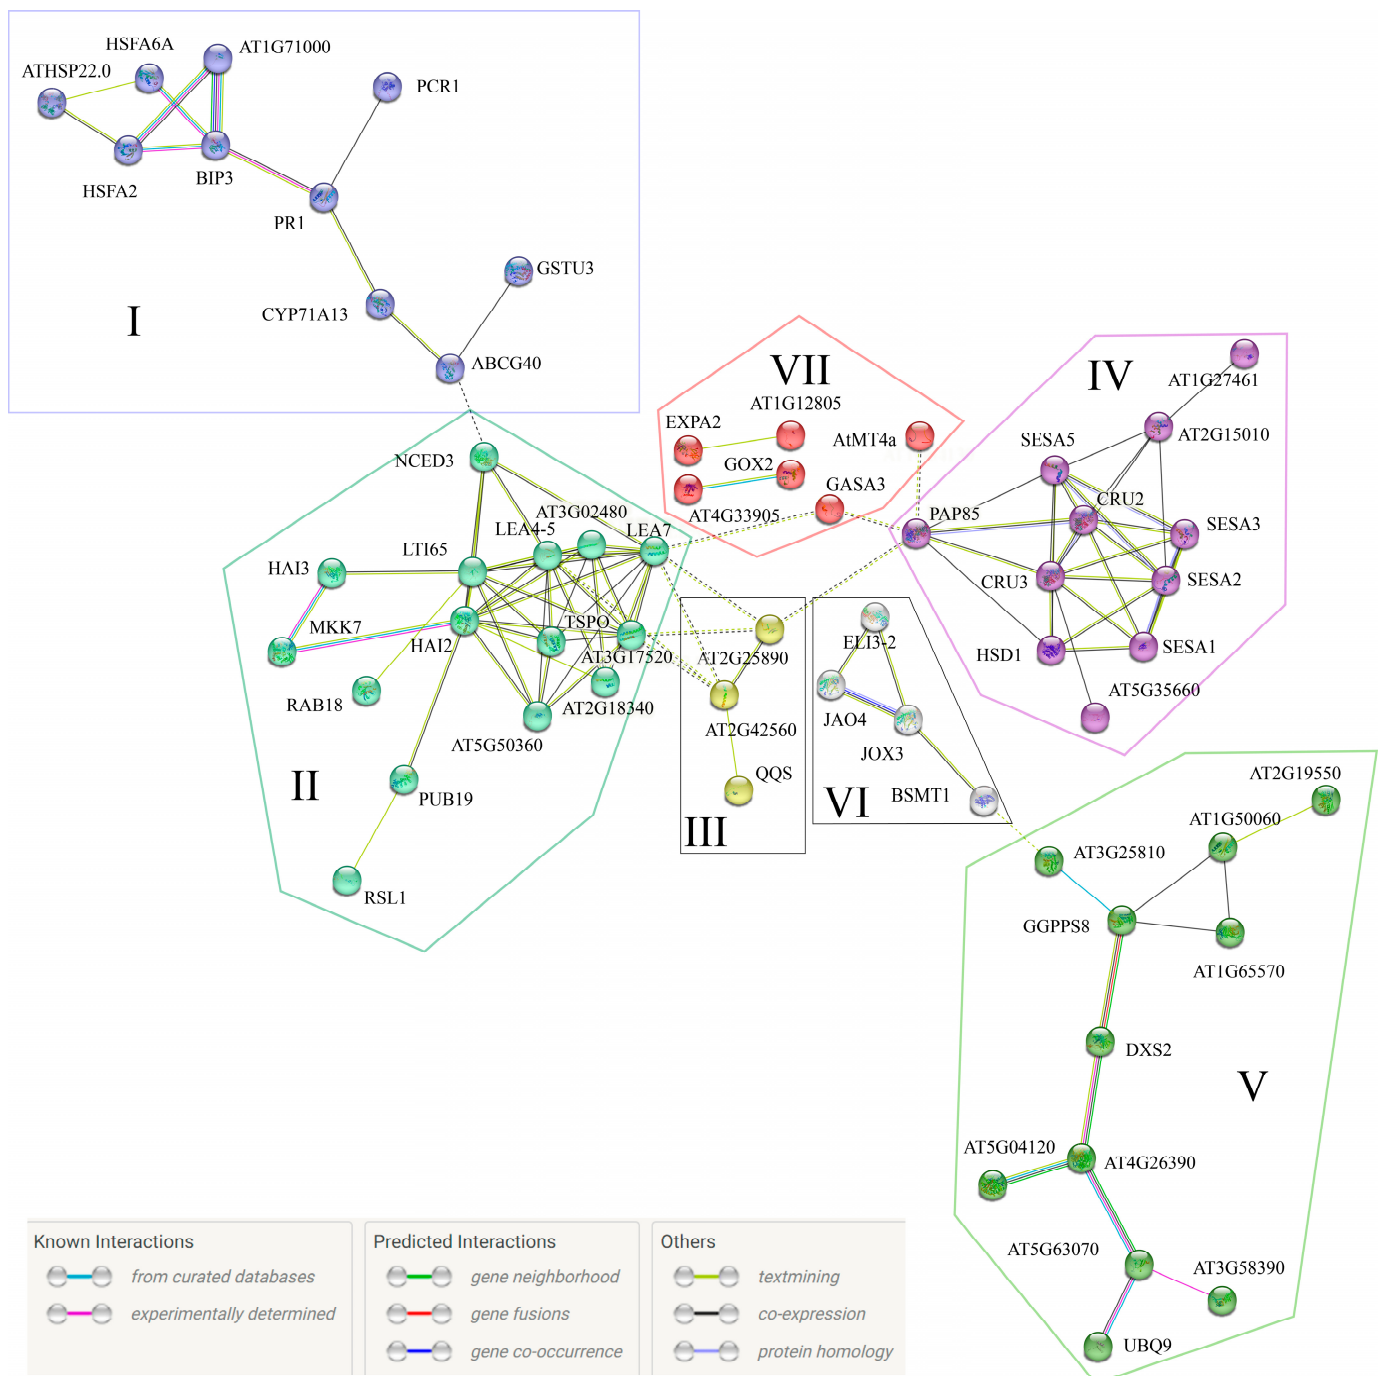 HSFA6A
AT1G71000
ATHSP22.0
PCR1
HSFA2
BIP3
PR1
GSTU3
CYP71A13
I
ABCG40
VII
IV
AT1G12805
AT1G27461
EXPA2
AtMT4a
SESA5
AT2G15010
NCED3
GOX2
GASA3
CRU2
AT3G02480
AT4G33905
PAP85
LEA4-5
LEA7
SESA3
LTI65
HAI3
CRU3
SESA2
MKK7
TSPO
HAI2
ELI3-2
SESA1
AT3G17520
AT2G25890
HSD1
AT5G35660
RAB18
AT2G18340
JAO4
AT2G42560
AT5G50360
JOX3
II
QQS
AT2G19550
PUB19
BSMT1
VI
AT1G50060
III
AT3G25810
RSL1
GGPPS8
AT1G65570
DXS2
V
AT5G04120
AT4G26390
AT5G63070
AT3G58390
UBQ9
Known Interactions
from curated databases
experimentally determined
Predicted Interactions
gene neighborhood
gene fusions
gene co-occurrence
Others
textmining
co-expression
protein homology